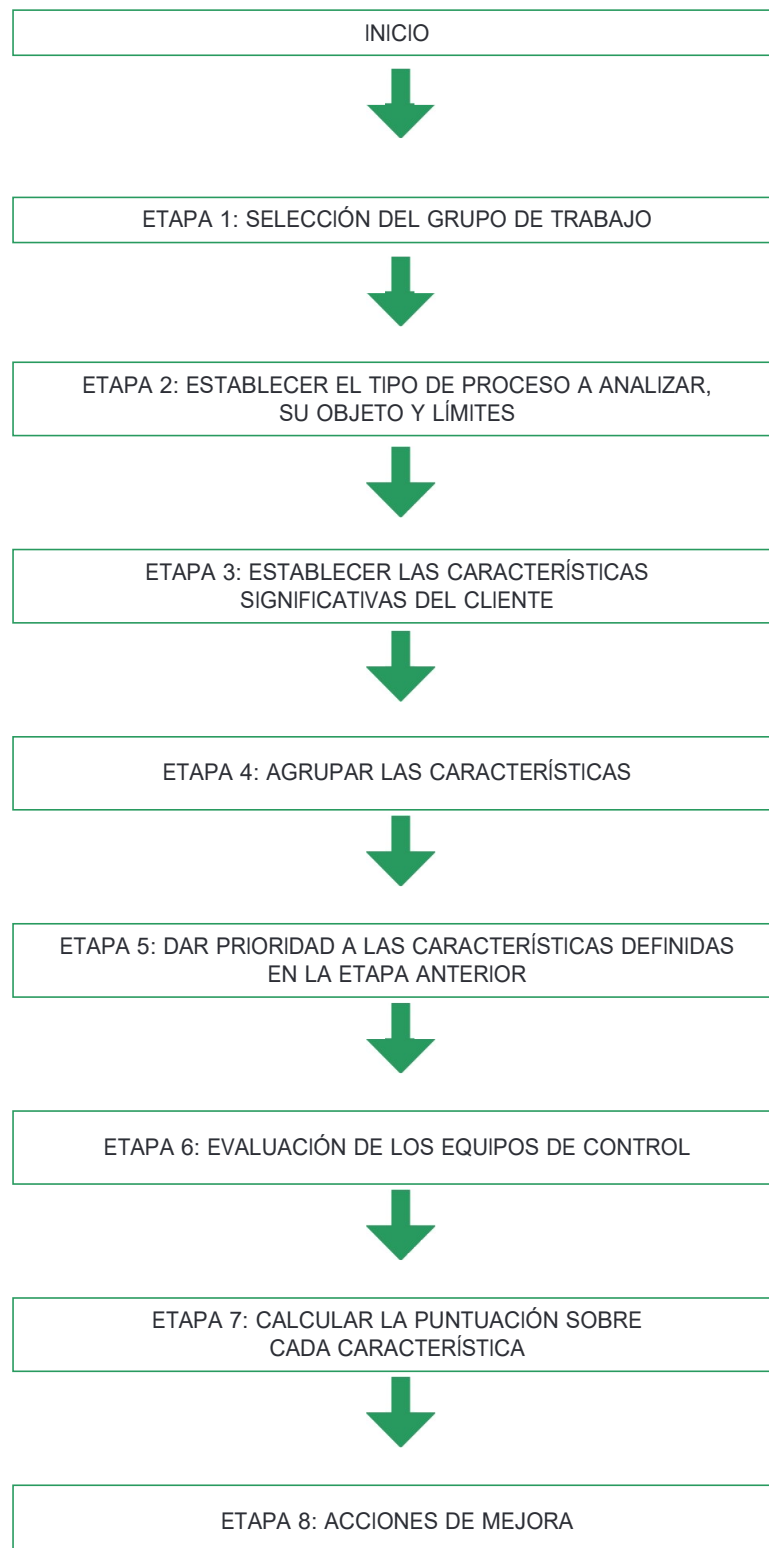 INICIO
ETAPA 1: SELECCIÓN DEL GRUPO DE TRABAJO
ETAPA 2: ESTABLECER EL TIPO DE PROCESO A ANALIZAR,
SU OBJETO Y LÍMITES
ETAPA 3: ESTABLECER LAS CARACTERÍSTICAS
SIGNIFICATIVAS DEL CLIENTE
ETAPA 4: AGRUPAR LAS CARACTERÍSTICAS
ETAPA 5: DAR PRIORIDAD A LAS CARACTERÍSTICAS DEFINIDAS
EN LA ETAPA ANTERIOR
ETAPA 6: EVALUACIÓN DE LOS EQUIPOS DE CONTROL
ETAPA 7: CALCULAR LA PUNTUACIÓN SOBRE
CADA CARACTERÍSTICA
ETAPA 8: ACCIONES DE MEJORA